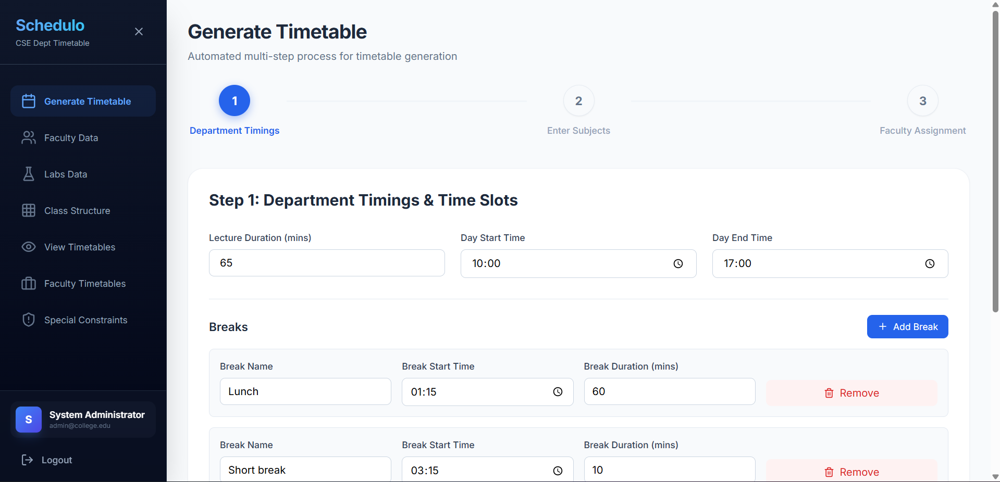 Schedulo
CSE Dept Timetable
Generate Timetable
Faculty Data
Labs Data
Class Structure
View Timetables
Faculty Timetables
Special Constraints
S
System Administrator
admin@college.edu
Logout
Generate Timetable
Automated multi-step process for timetable generation
1
2
3
Department Timings
Enter Subjects
Faculty Assignment
Step 1: Department Timings & Time Slots
Lecture Duration (mins)
Day Start Time
Day End Time
65
10:00
17:00
Breaks
+ Add Break
Break Name
Break Start Time
Break Duration (mins)
Lunch
01:15
60
Remove
Break Name
Break Start Time
Break Duration (mins)
Short break
03:15
10
Remove